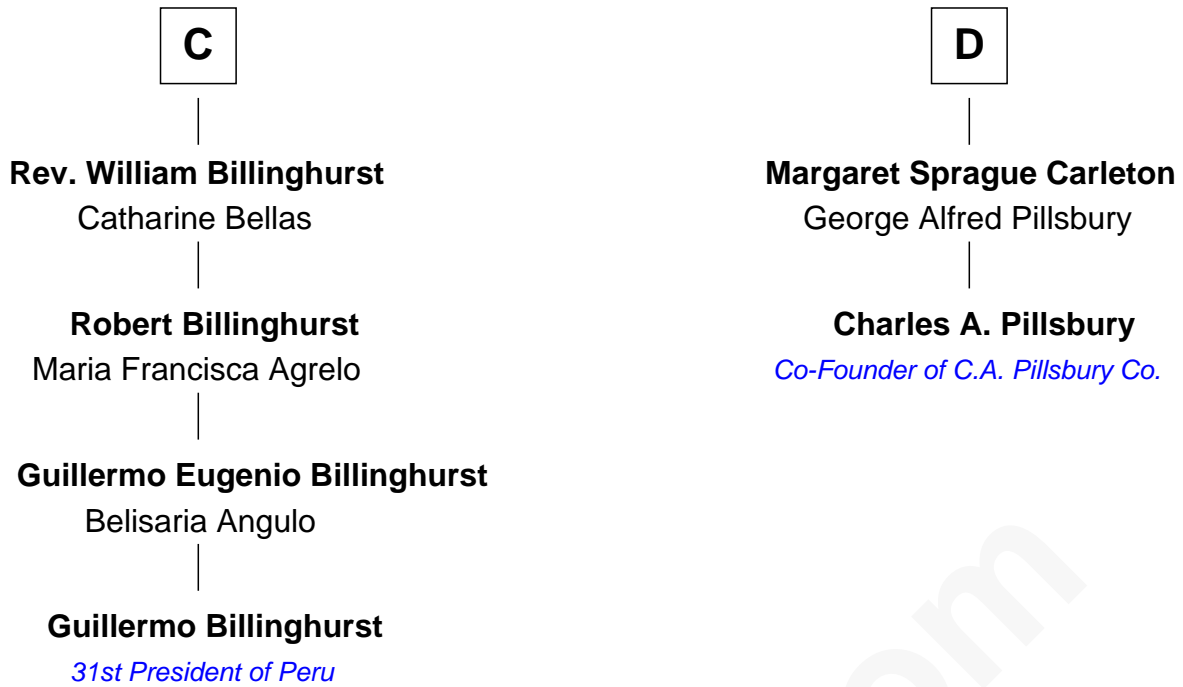 C
Rev. William Billinghurst
Catharine Bellas
Robert Billinghurst
Maria Francisca Agrelo
Guillermo Eugenio Billinghurst
Belisaria Angulo
Guillermo Billinghurst
31st President of Peru
D
Margaret Sprague Carleton
George Alfred Pillsbury
Charles A. Pillsbury
Co-Founder of C.A. Pillsbury Co.
om